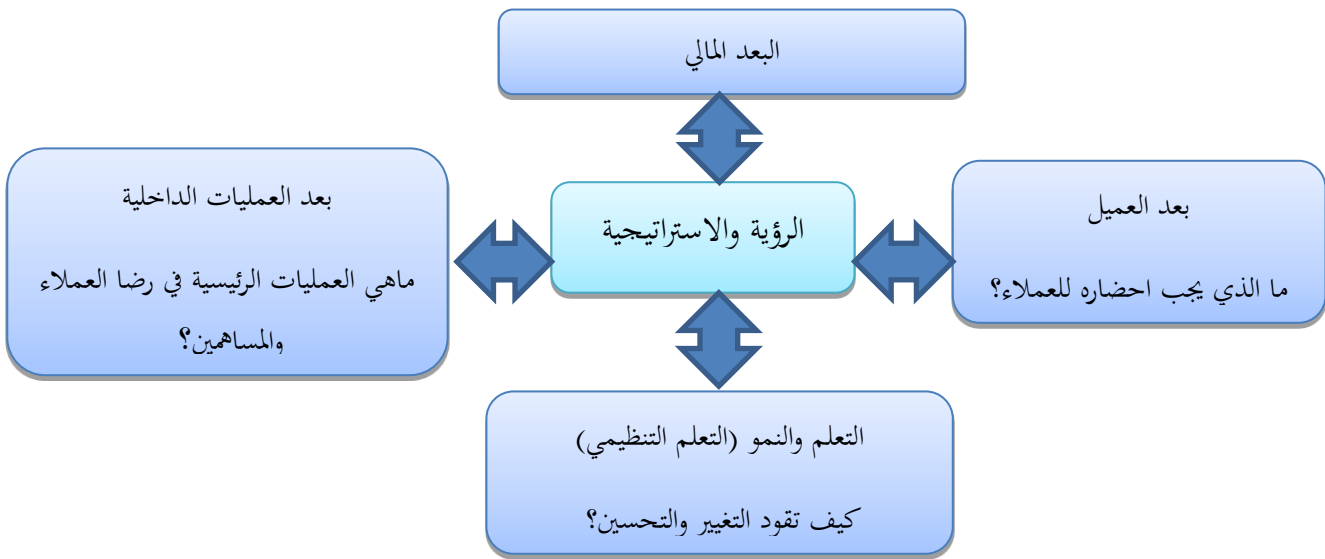 البعد المالي
بعد العميل
ما الذي يجب احضاره للعملاء؟
الرؤية والاستراتيجية
بعد العمليات الداخلية
ماهي العمليات الرئيسية في رضا العملاء
والمساهمين؟
التعلم والنمو (التعلم التنظيمي)
كيف تقود التغيير والتحسين؟